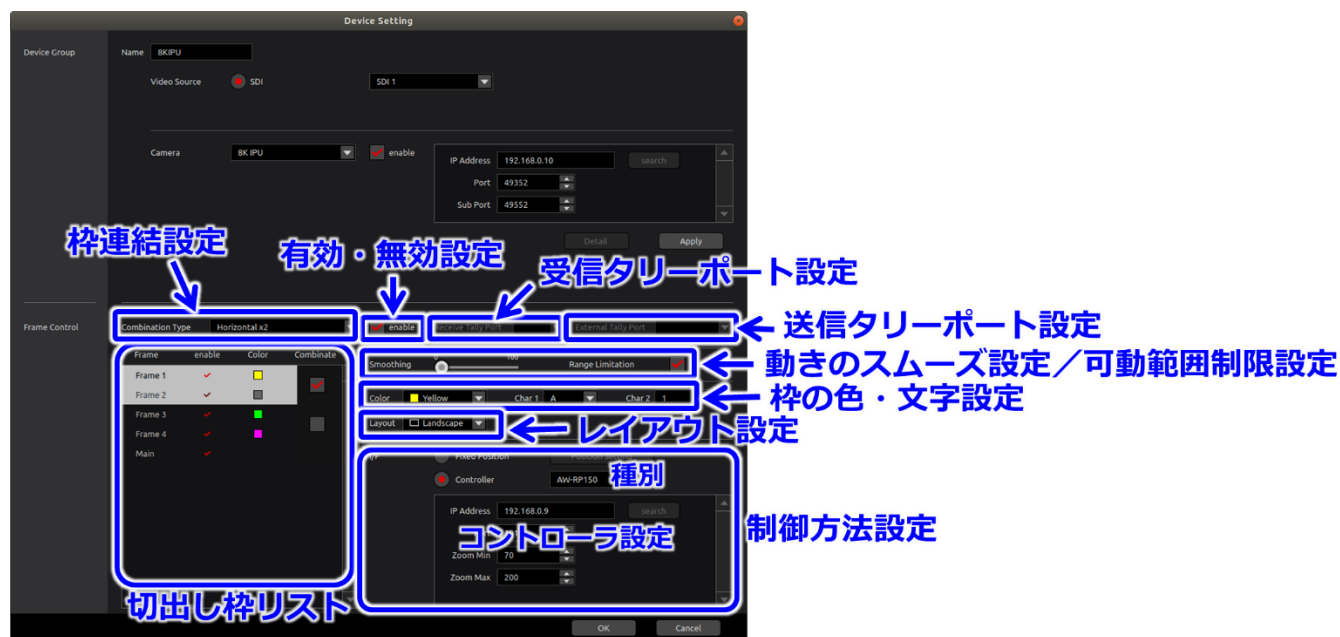 Device Setting
Device Group
Name 8KIPU
Video Source SDI SDI 1
Camera 8K IPU enable
IP Address 192.168.0.10 search
Port 49352
Sub Port 49552
Detail Apply
枠連結設定
有効・無効設定
受信タリーポート設定
Frame Control
Combination Type Horizontal x2 enable Receive Tally Port External Tally Port
送信タリーポート設定
Frame enable Color Combinate
Frame 1
Frame 2
Frame 3
Frame 4
Main
切出し枠リスト
Smoothing 0 100 Range Limitation
動きのスムーズ設定／可動範囲制限設定
Color Yellow Char 1 A Char 2 1
枠の色・文字設定
Layout Landscape
レイアウト設定
Fixed Position
Controller AW-RP150
種別
IP Address 192.168.0.9 search
コントローラ設定
Zoom Min 70
Zoom Max 200
制御方法設定
OK Cancel